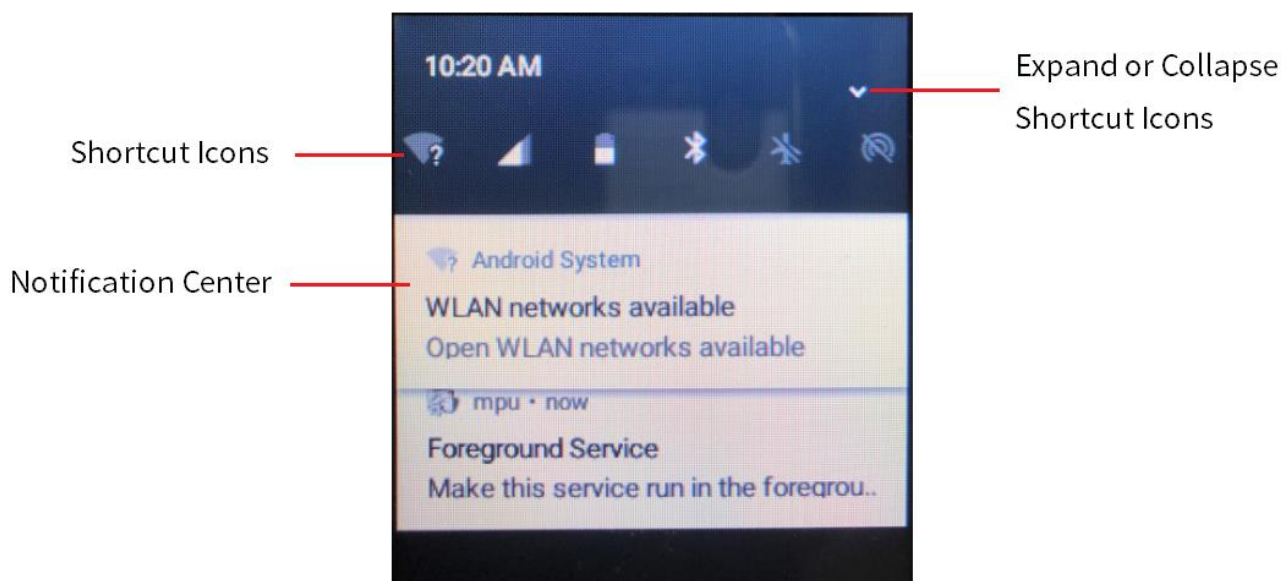 10:20 AM
Expand or Collapse
Shortcut Icons
Shortcut Icons
Notification Center
Android System
WLAN networks available
Open WLAN networks available
mpu • now
Foreground Service
Make this service run in the foregrou..